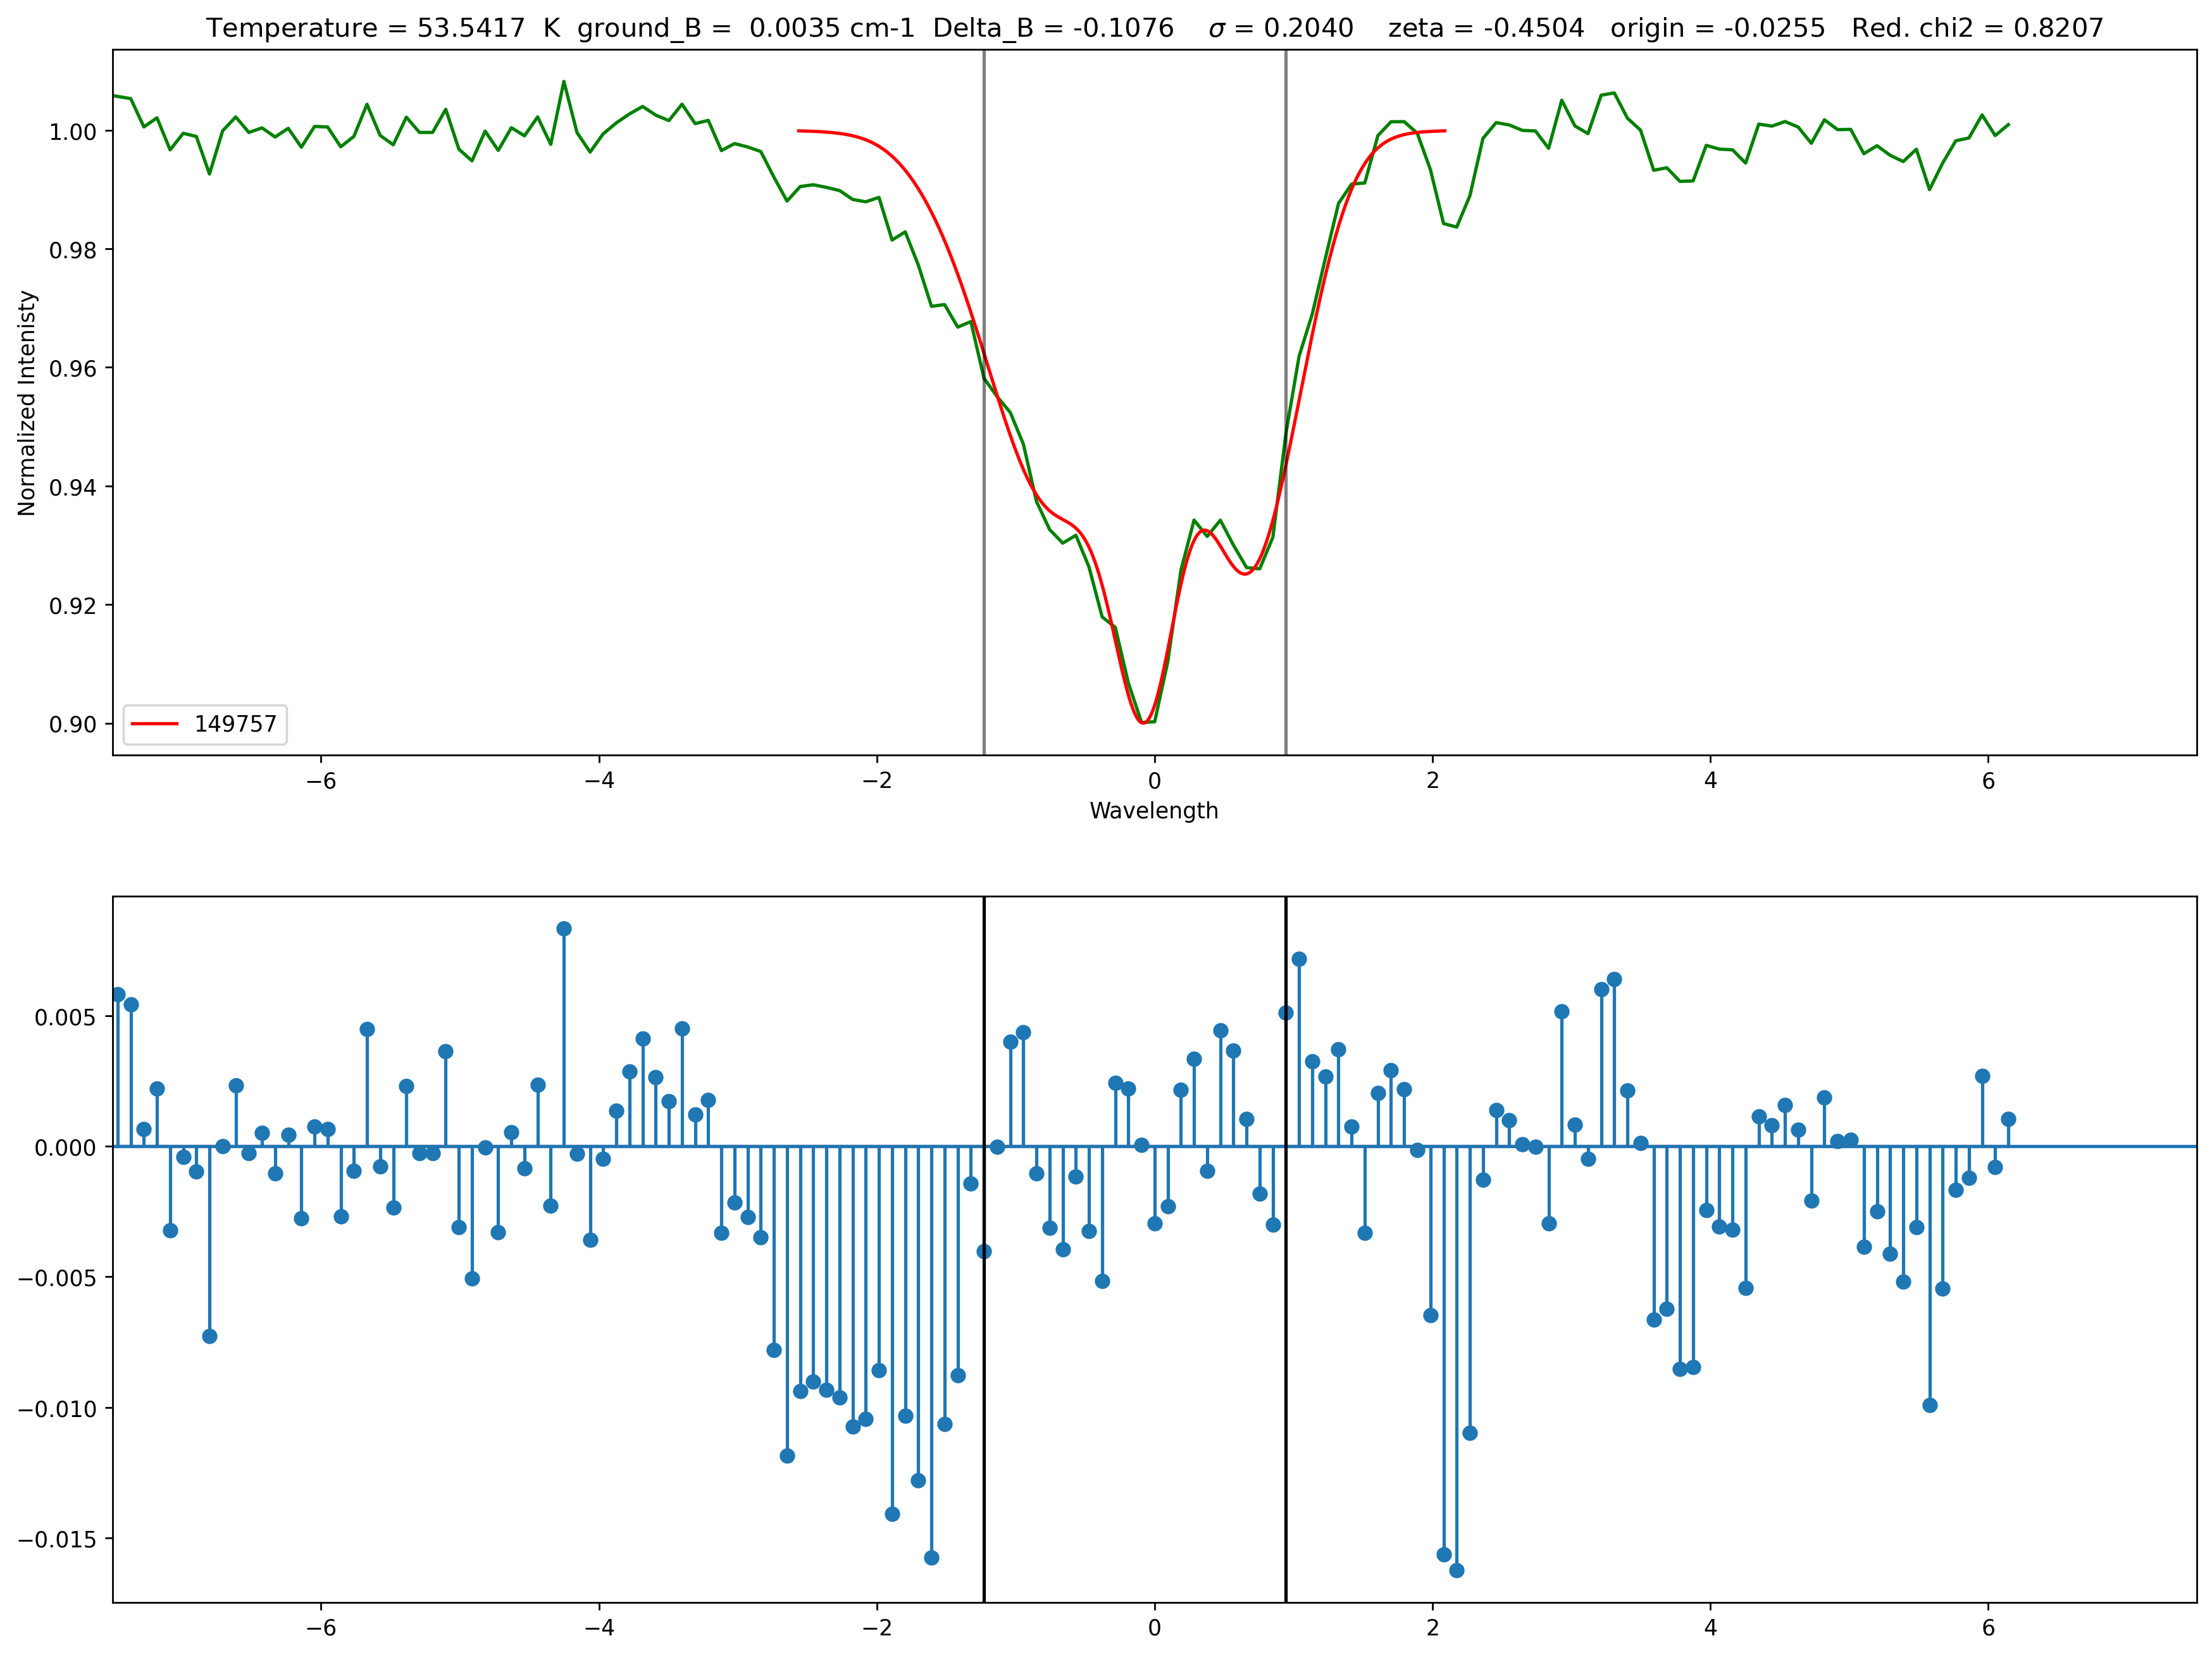 Temperature = 53.5417 K ground_B = 0.0035 cm-1 Delta_B = -0.1076 σ = 0.2040 zeta = -0.4504 origin = -0.0255 Red. chi2 = 0.8207
1.00
0.98
0.96
0.94
0.92
0.90
Normalized Intenisty
149757
−6 −4 −2 0 2 4 6
Wavelength
0.005
0.000
−0.005
−0.010
−0.015
−6 −4 −2 0 2 4 6